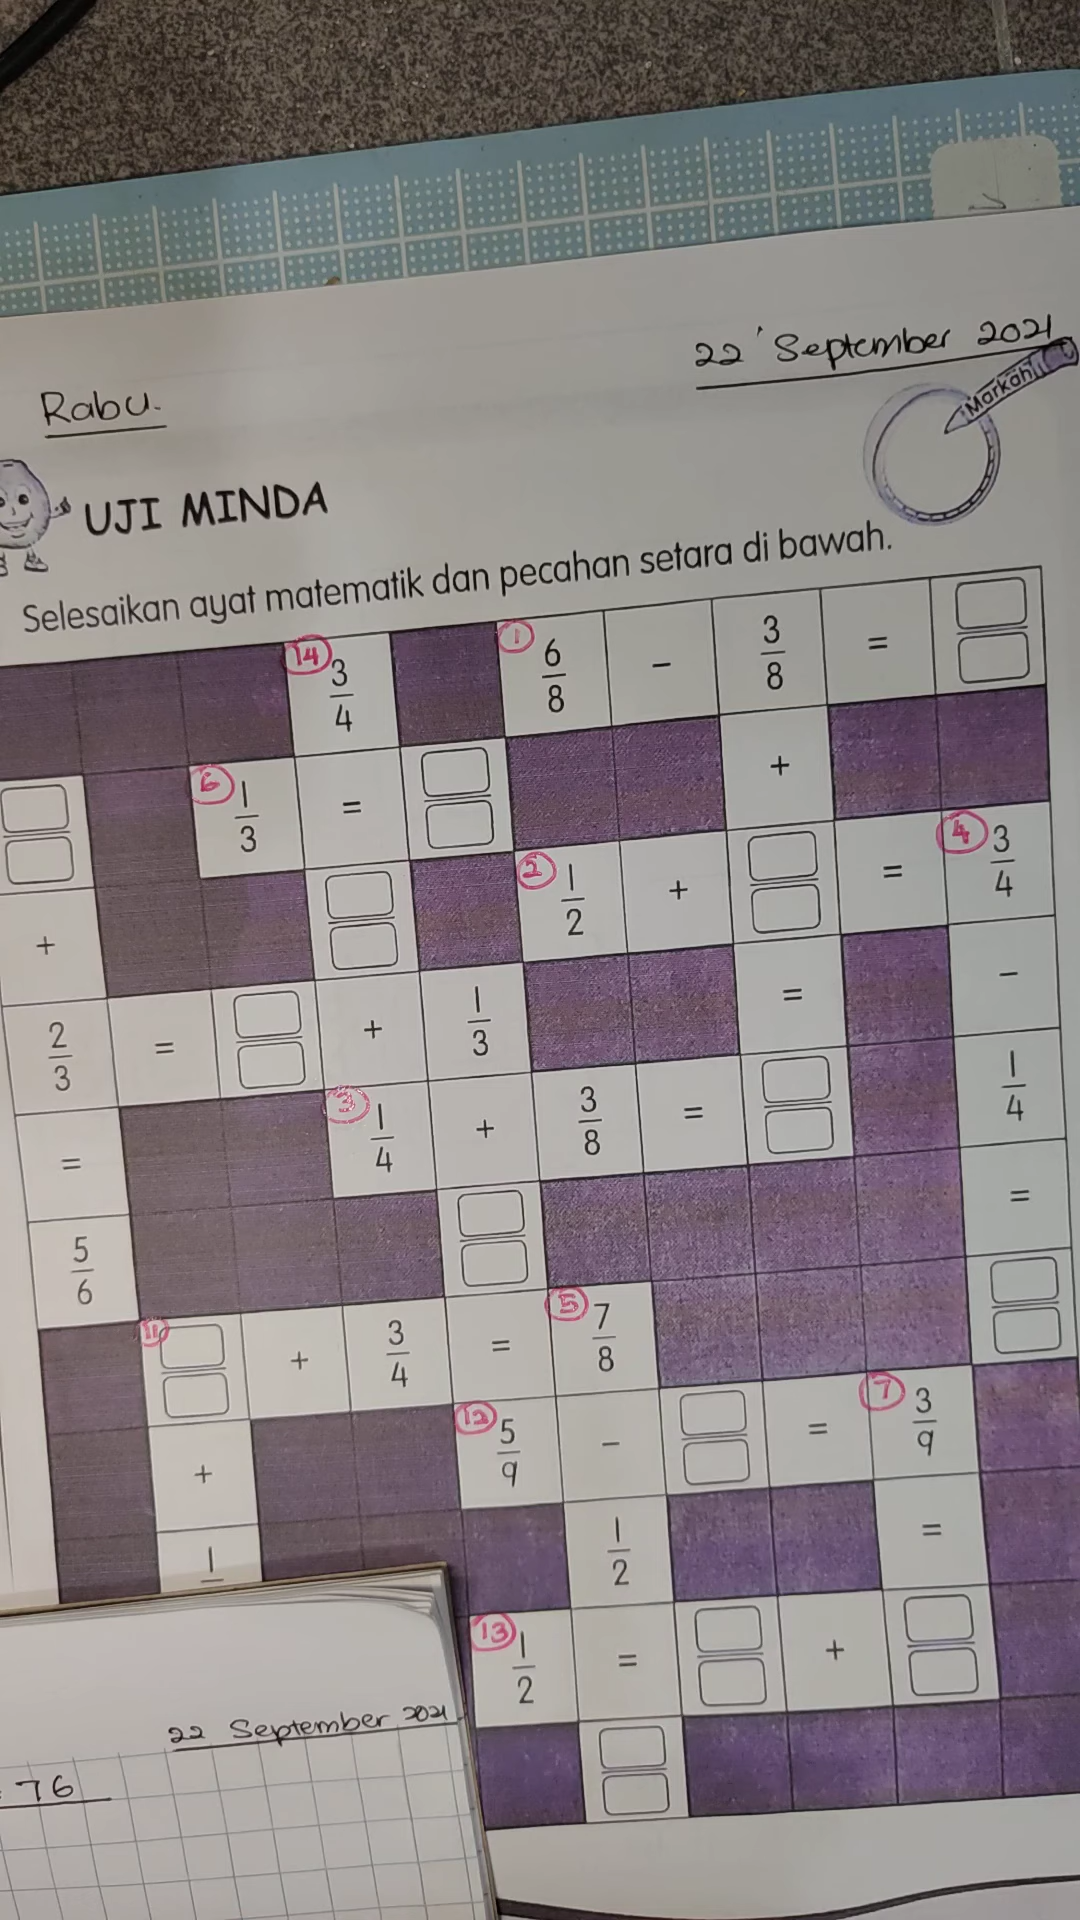 22 September 2021
Rabu.
Markah
UJI MINDA
Selesaikan ayat matematik dan pecahan setara di bawah.
14 3/4 1 6/8 - 3/8 =
+
6 1/3 =
2 1/2 + = 4 3/4
+
-
2/3 = + 1/3 =
3 1/4 + 3/8 = 1/4
=
=
5/6
11 + 3/4 = 5 7/8
12 5/9 - = 7 3/9
+
1/2 =
1
13 1/2 = +
22 September 2021
76